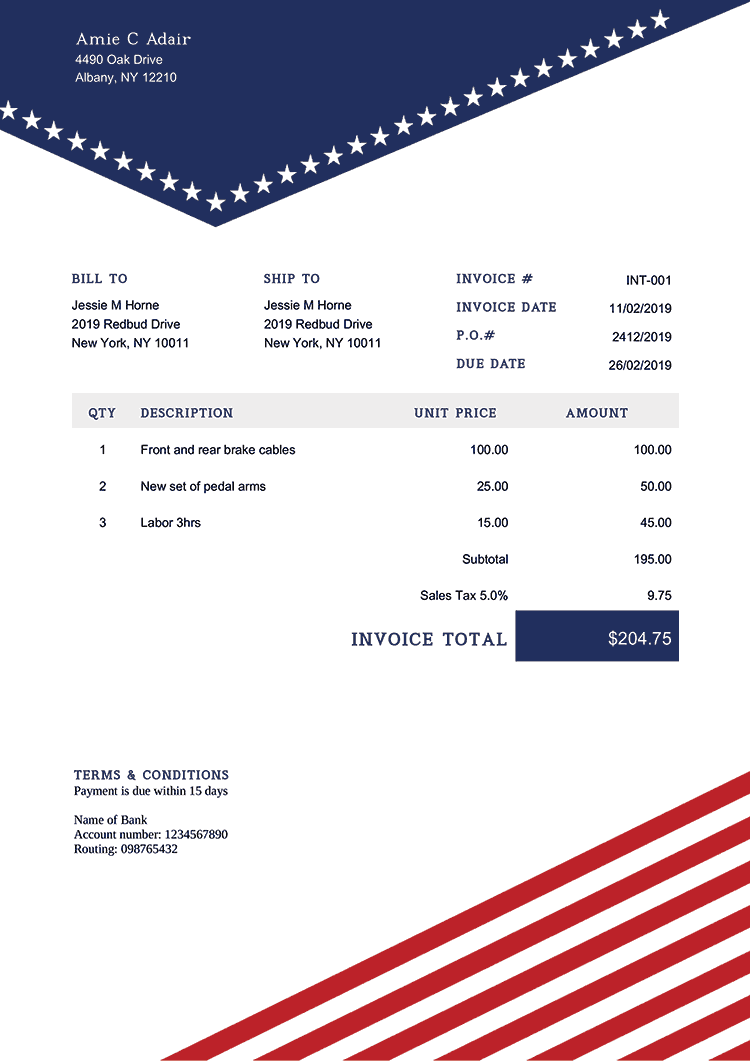 Amie C Adair
4490 Oak Drive
Albany, NY 12210
BILL TO
Jessie M Horne
2019 Redbud Drive
New York, NY 10011
SHIP TO
Jessie M Horne
2019 Redbud Drive
New York, NY 10011
INVOICE # INT-001
INVOICE DATE 11/02/2019
P.O.# 2412/2019
DUE DATE 26/02/2019
QTY DESCRIPTION UNIT PRICE AMOUNT
1 Front and rear brake cables 100.00 100.00
2 New set of pedal arms 25.00 50.00
3 Labor 3hrs 15.00 45.00
Subtotal 195.00
Sales Tax 5.0% 9.75
INVOICE TOTAL $204.75
TERMS & CONDITIONS
Payment is due within 15 days
Name of Bank
Account number: 1234567890
Routing: 098765432